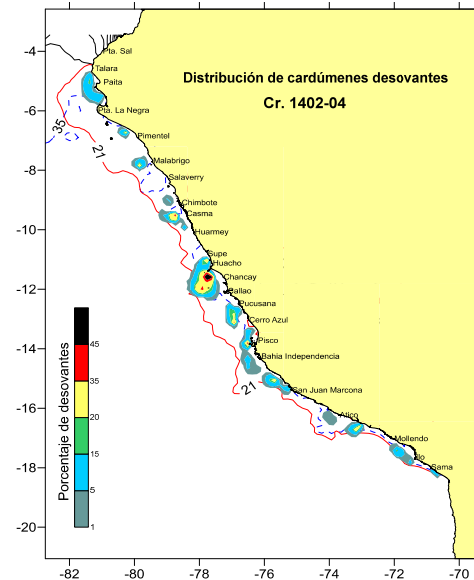 Distribución de cardúmenes desovantes
Cr. 1402-04
-4
-6
-8
-10
-12
-14
-16
-18
-20
Pta. Sal
Talara
Paita
Pta. La Negra
Pimentel
Malabrigo
Salaverry
Chimbote
Casma
Huarmey
Supe
Huacho
Chancay
Callao
Pucusana
Cerro Azul
Pisco
Bahia Independencia
San Juan Marcona
Atico
Mollendo
Ilo
Sama
35
21
21
Porcentaje de desovantes
45
35
20
15
5
1
-82
-80
-78
-76
-74
-72
-70